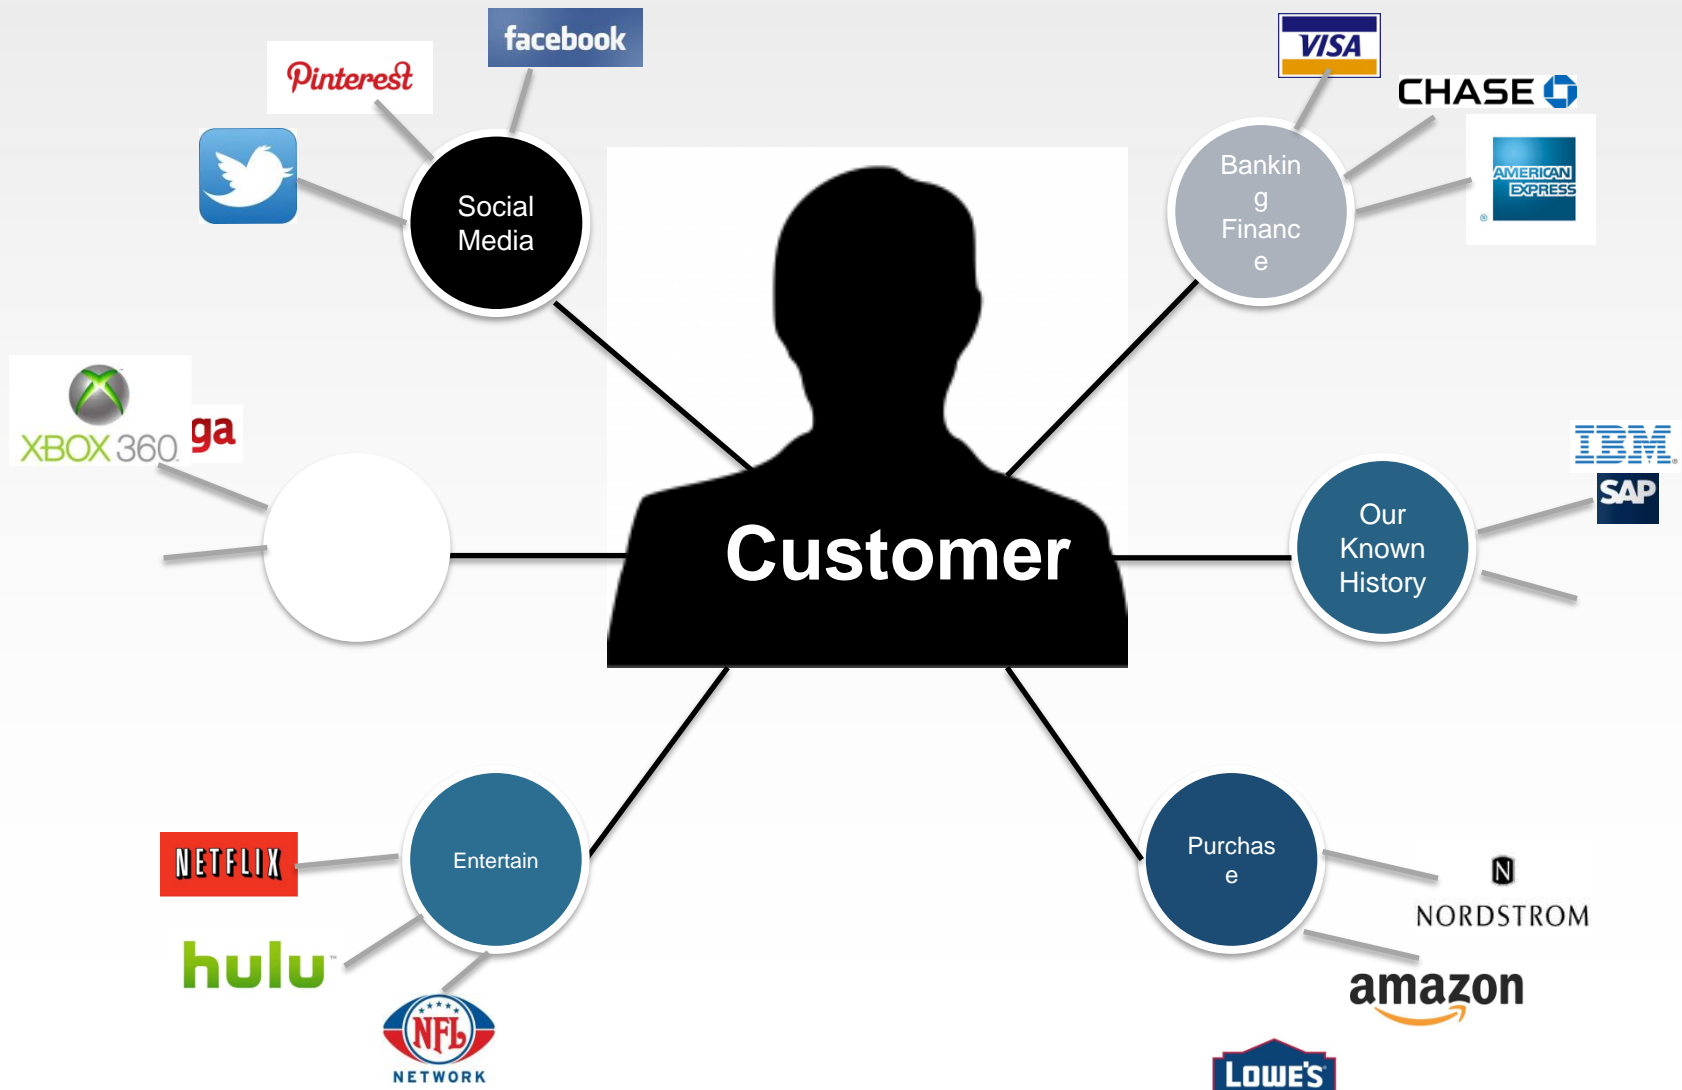 facebook
Pinterest
VISA
CHASE
AMERICAN
EXPRESS
®
Social
Media
Bankin
g
Financ
e
XBOX 360
ga
IBM
SAP
Our
Known
History
Customer
NETFLIX
Entertain
Purchas
e
N
NORDSTROM
hulu™
amazon
NFL
NETWORK
LOWE'S